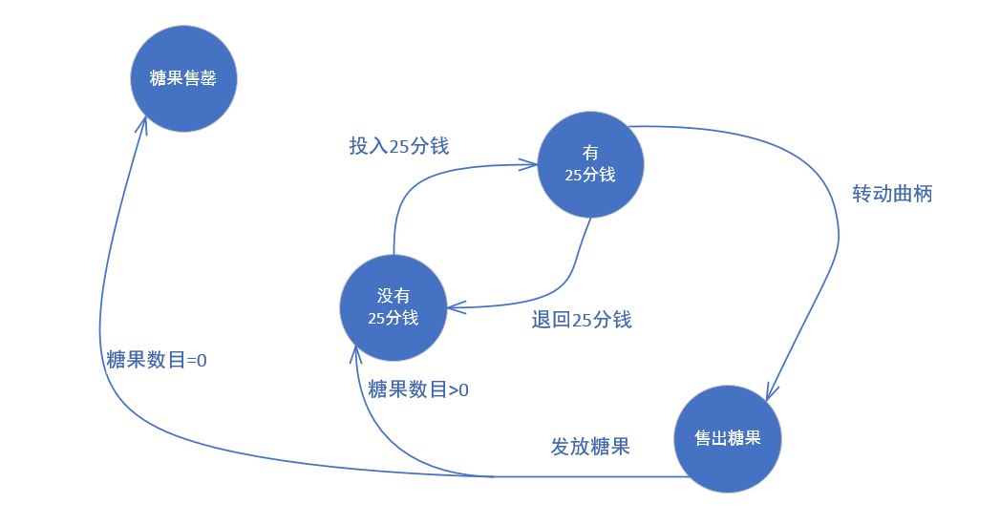 糖果售罄
投入25分钱
有
25分钱
转动曲柄
没有
25分钱
退回25分钱
糖果数目=0
糖果数目>0
发放糖果
售出糖果